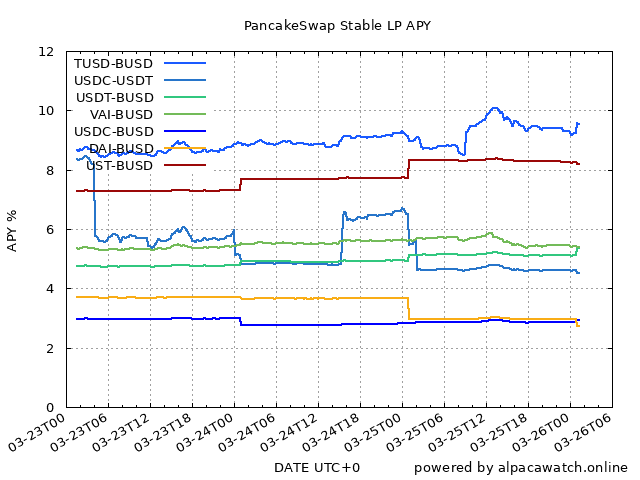 PancakeSwap Stable LP APY
12
10
8
6
4
2
0
APY %
TUSD-BUSD
USDC-USDT
USDT-BUSD
VAI-BUSD
USDC-BUSD
DAI-BUSD
UST-BUSD
03-23T00
03-23T06
03-23T12
03-23T18
03-24T00
03-24T06
03-24T12
03-24T18
03-25T00
03-25T06
03-25T12
03-25T18
03-26T00
03-26T06
DATE UTC+0
powered by alpacawatch.online